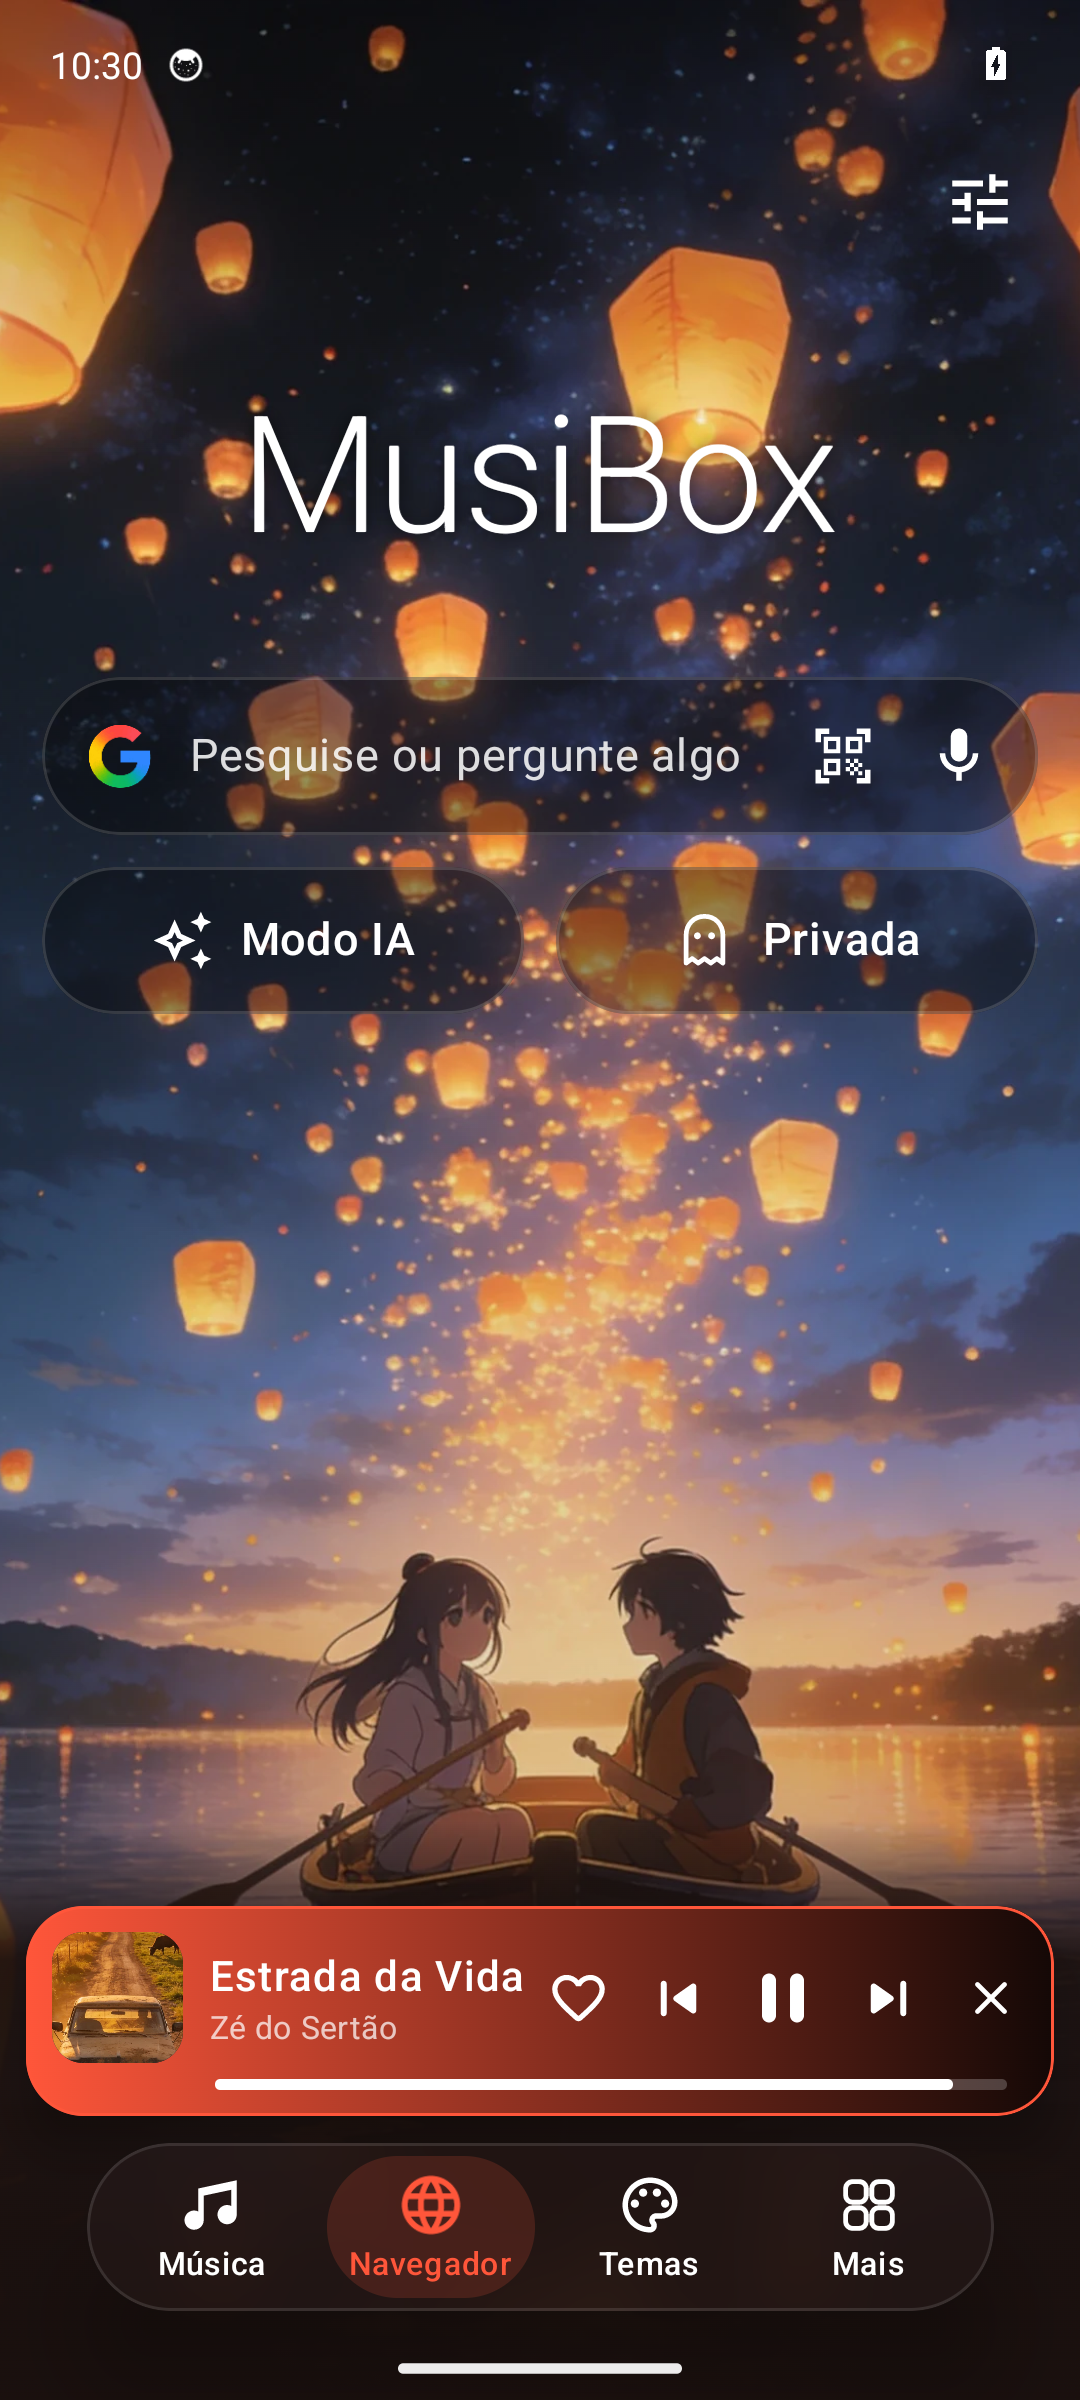 10:30
MusiBox
Pesquise ou pergunte algo
Modo IA
Privada
Estrada da Vida
Zé do Sertão
Música
Navegador
Temas
Mais